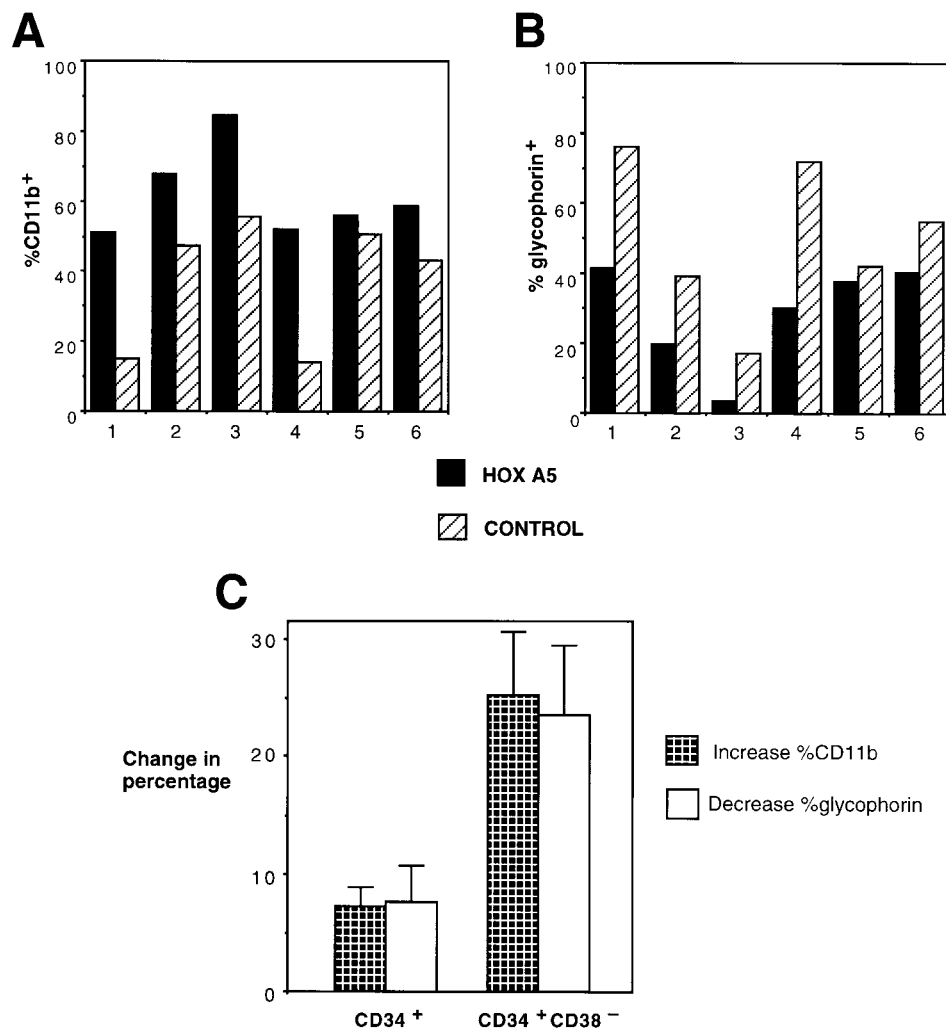 A
%CD11b+
100
80
60
40
20
0
1 2 3 4 5 6
B
% glycophorin+
100
80
60
40
20
0
1 2 3 4 5 6
HOX A5
CONTROL
C
Change in
percentage
30
20
10
0
CD34 + CD34 + CD38 −
Increase %CD11b
Decrease %glycophorin